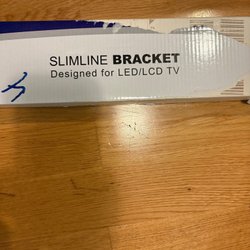 SLIMLINE BRACKET
Designed for LED/LCD TV